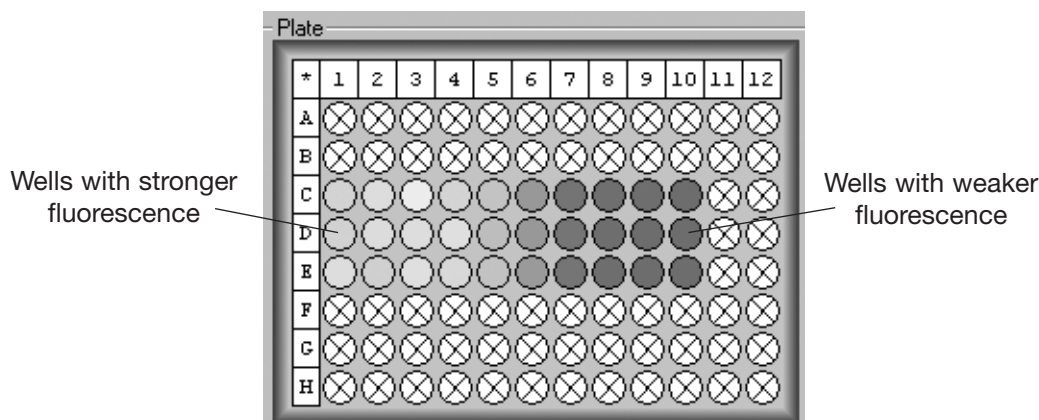 Plate
* 1 2 3 4 5 6 7 8 9 10 11 12
A
B
C
D
E
F
G
H
Wells with stronger
fluorescence
Wells with weaker
fluorescence